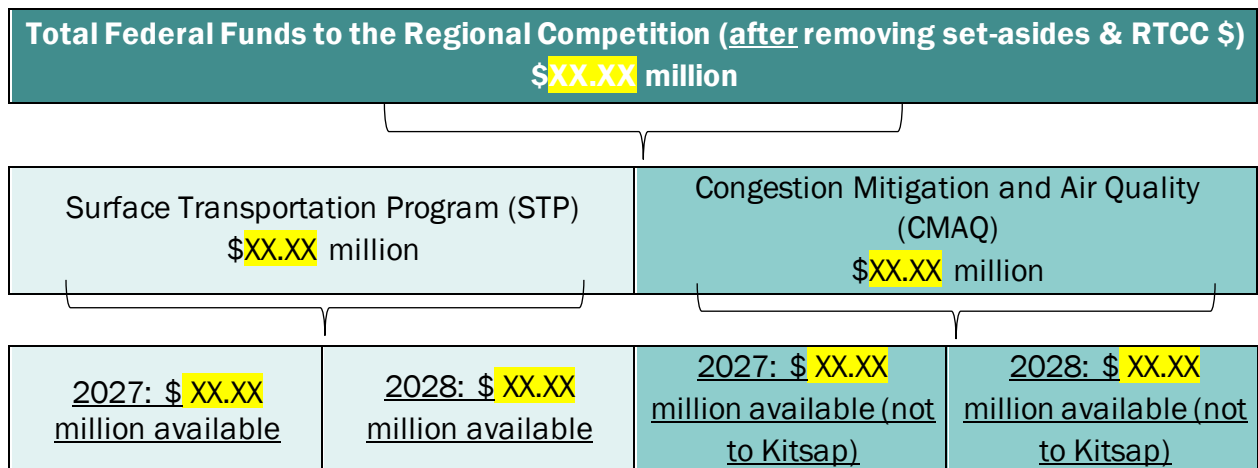 Total Federal Funds to the Regional Competition (after removing set-asides & RTCC $)
$XX.XX million
Surface Transportation Program (STP)
$XX.XX million
Congestion Mitigation and Air Quality
(CMAQ)
$XX.XX million
2027: $ XX.XX
million available
2028: $ XX.XX
million available
2027: $ XX.XX
million available (not
to Kitsap)
2028: $ XX.XX
million available (not
to Kitsap)